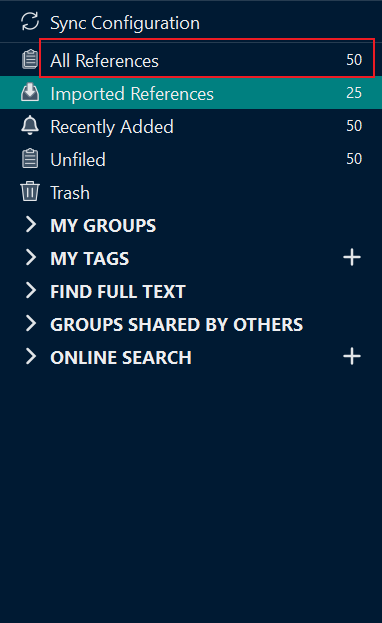 Sync Configuration
All References 50
Imported References 25
Recently Added 50
Unfiled 50
Trash
MY GROUPS
MY TAGS
FIND FULL TEXT
GROUPS SHARED BY OTHERS
ONLINE SEARCH